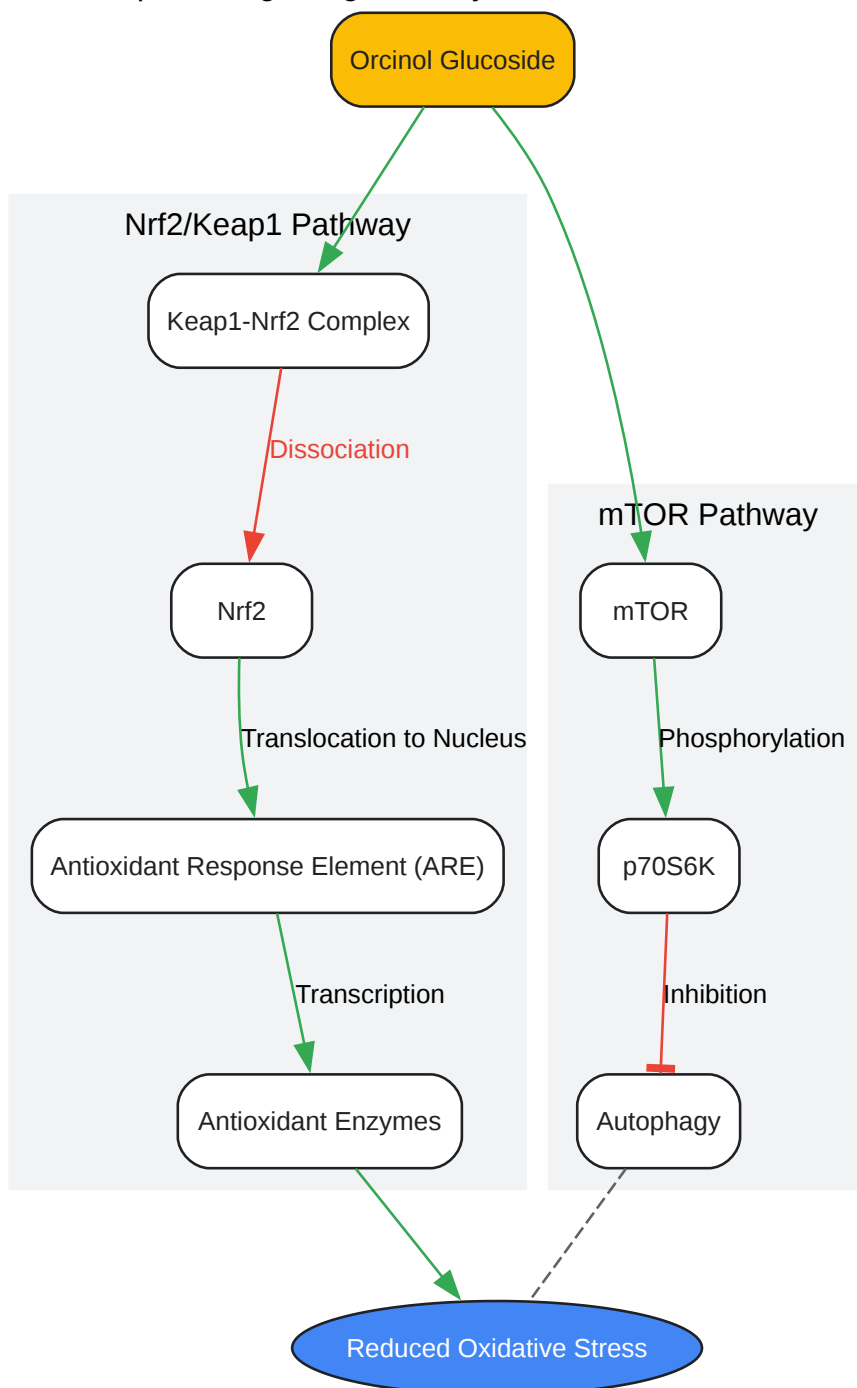 Orcinol Glucoside
Nrf2/Keap1 Pathway
Keap1-Nrf2 Complex
Dissociation
mTOR Pathway
Nrf2
mTOR
Translocation to Nucleus
Phosphorylation
Antioxidant Response Element (ARE)
p70S6K
Transcription
Inhibition
Antioxidant Enzymes
Autophagy
Reduced Oxidative Stress